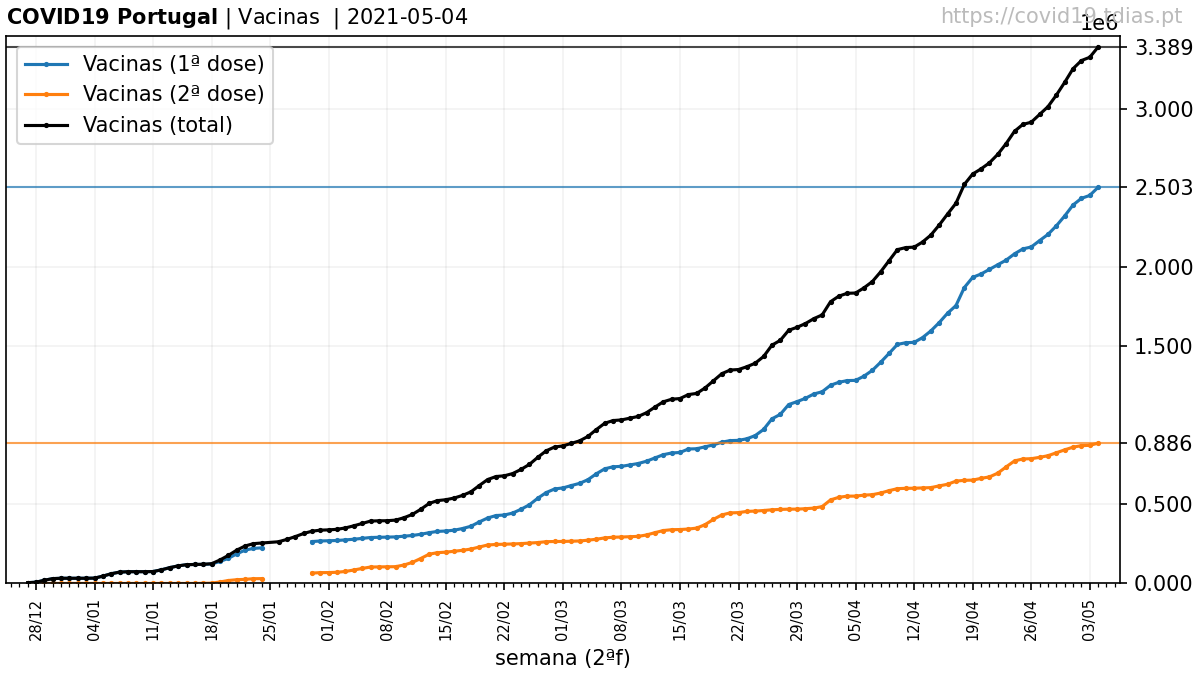 COVID19 Portugal | Vacinas | 2021-05-04
https://covid19.tdias.pt
1e6
Vacinas (1ª dose)
Vacinas (2ª dose)
Vacinas (total)
3.389
3.000
2.503
2.000
1.500
0.886
0.500
0.000
28/12 04/01 11/01 18/01 25/01 01/02 08/02 15/02 22/02 01/03 08/03 15/03 22/03 29/03 05/04 12/04 19/04 26/04 03/05
semana (2ªf)